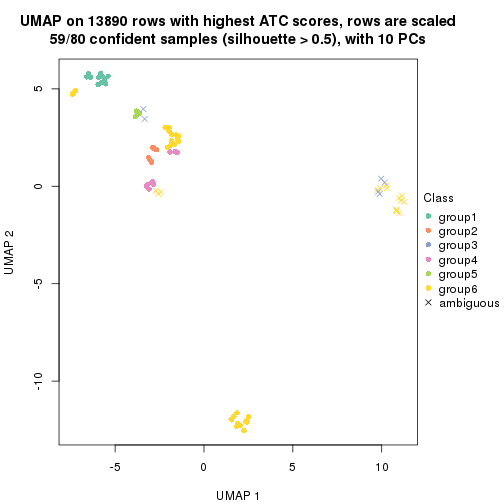 UMAP on 13890 rows with highest ATC scores, rows are scaled
59/80 confident samples (silhouette > 0.5), with 10 PCs
5
0
-5
-10
UMAP 2
-5
0
5
10
UMAP 1
Class
group1
group2
group3
group4
group5
group6
ambiguous